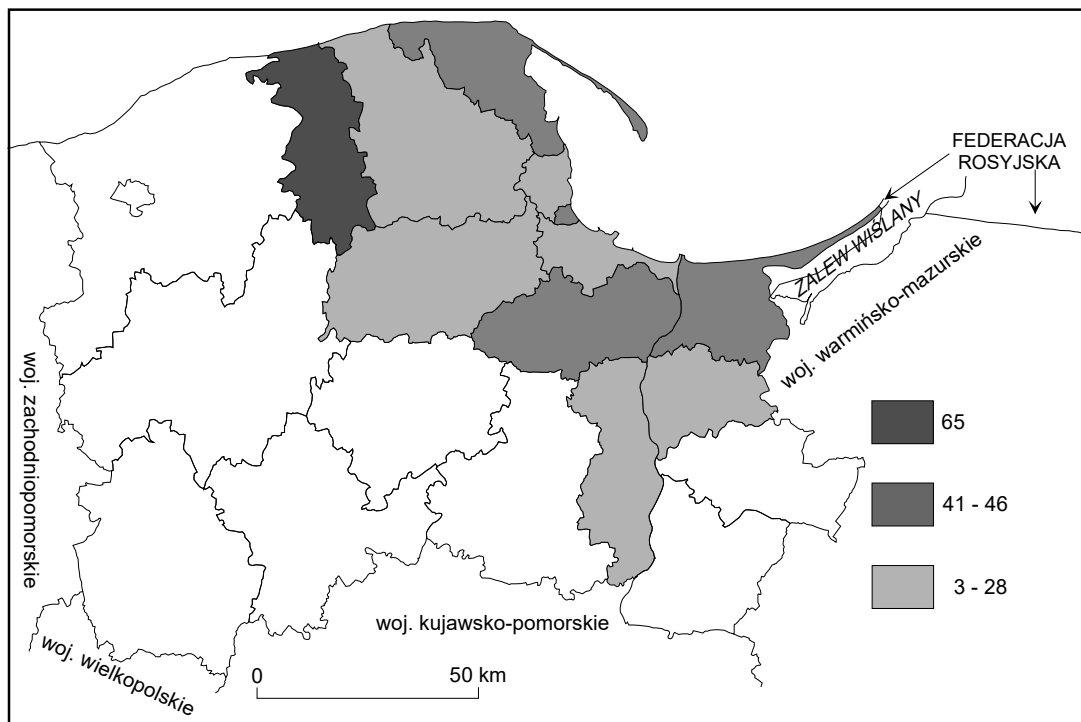 FEDERACJA
ROSYJSKA
ZALEW WIŚLANY
woj. warmińsko-mazurskie
woj. zachodniopomorskie
65
41 - 46
3 - 28
woj. kujawsko-pomorskie
woj. wielkopolskie
0 50 km